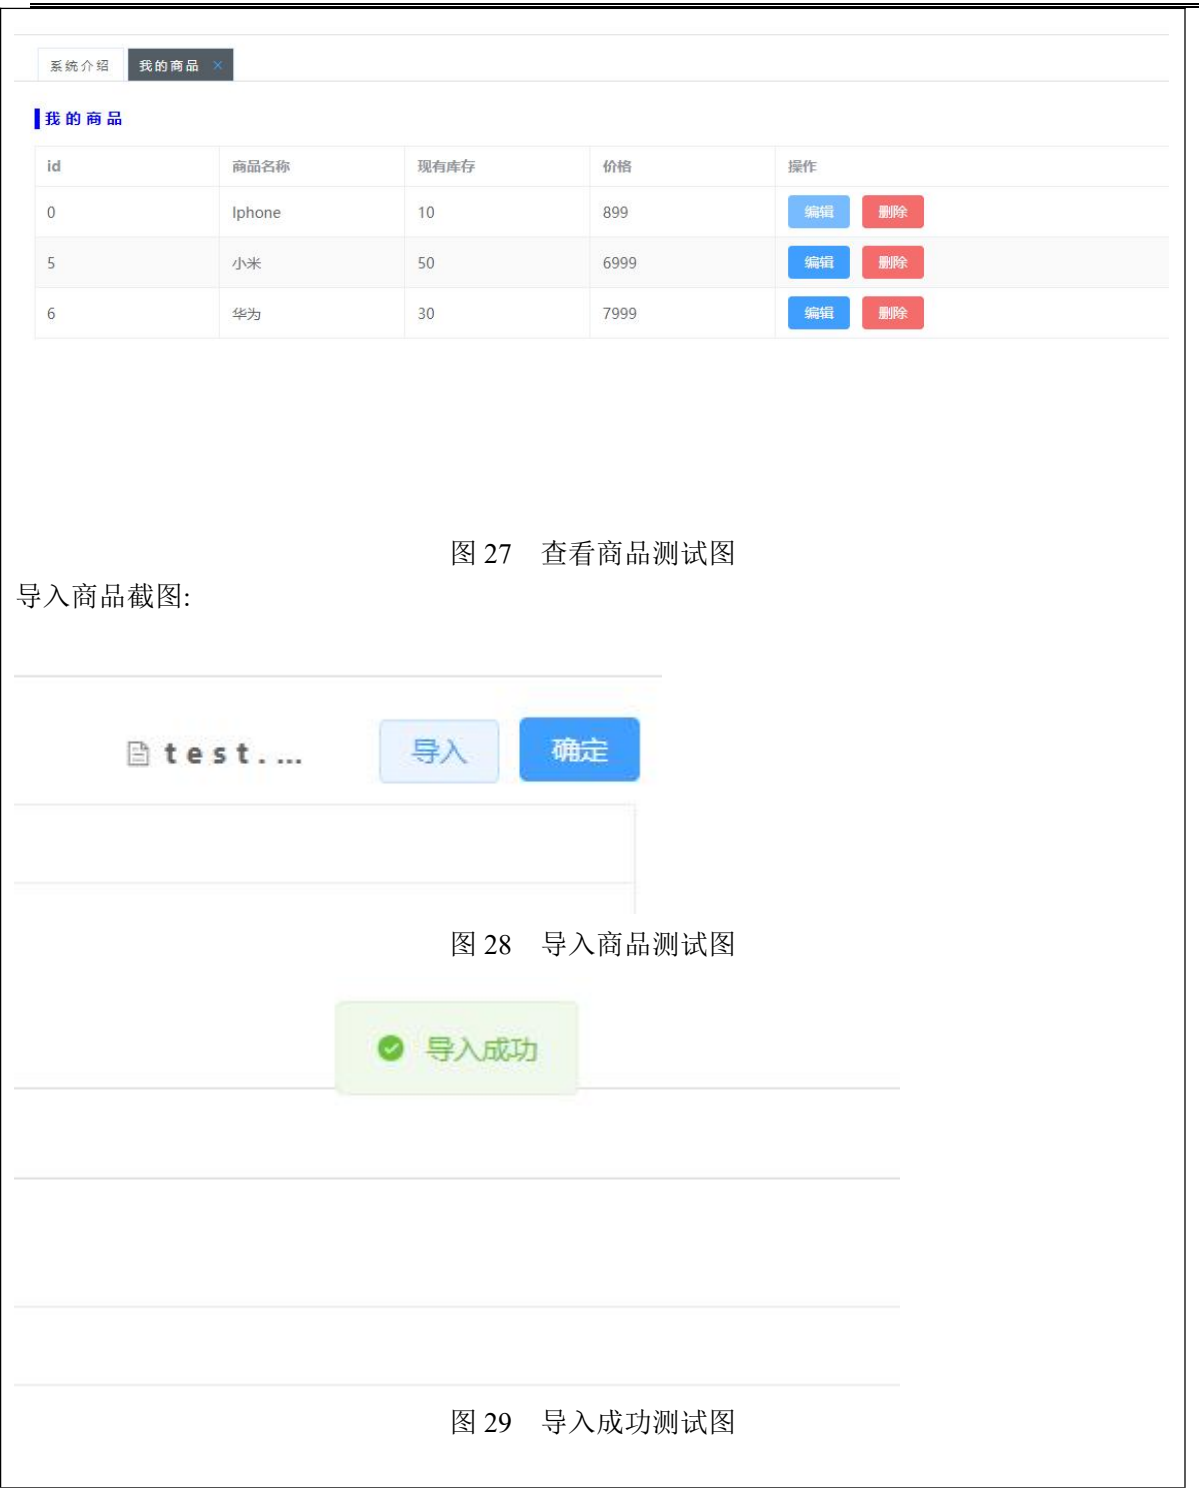 系统介绍 我的商品 ×
我的商品
id 商品名称 现有库存 价格 操作
0 Iphone 10 899 编辑 删除
5 小米 50 6999 编辑 删除
6 华为 30 7999 编辑 删除
图 27 查看商品测试图
导入商品截图:
test.... 导入 确定
图 28 导入商品测试图
导入成功
图 29 导入成功测试图